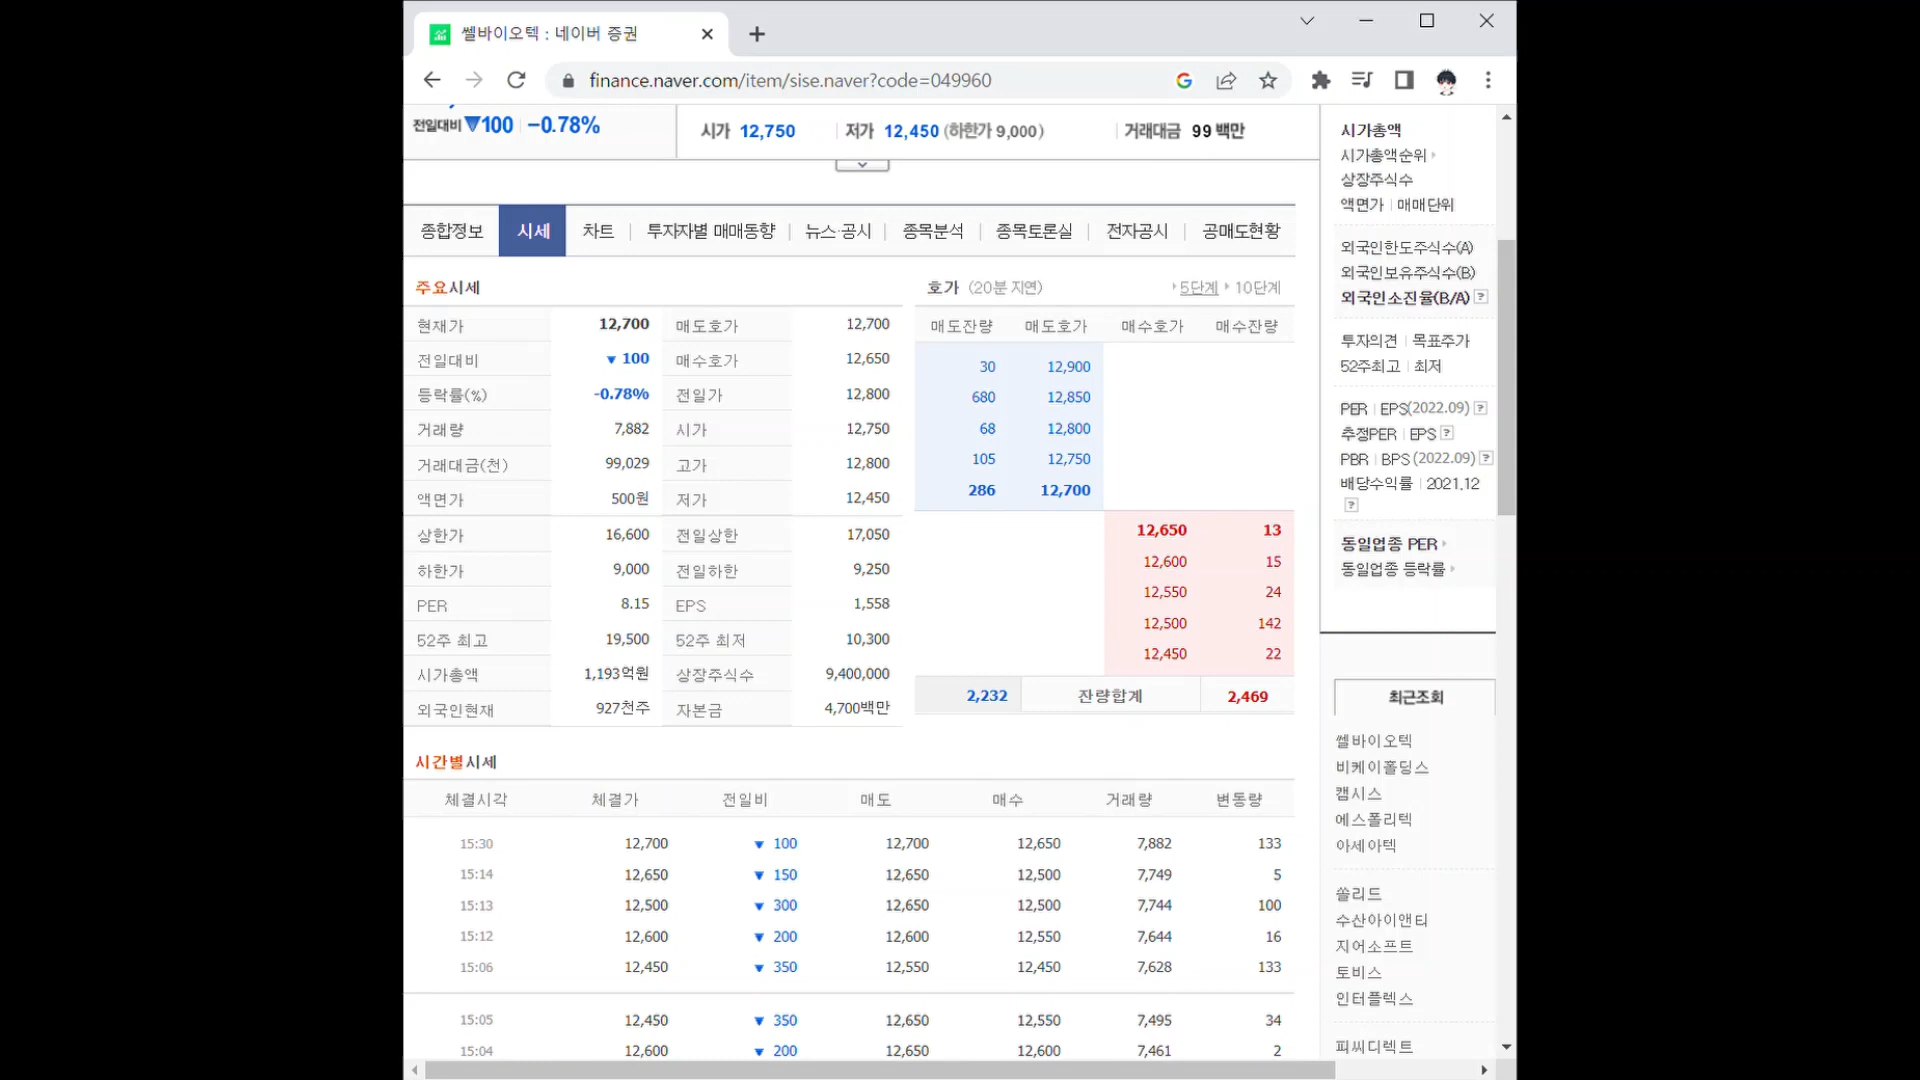 쎌바이오텍 : 네이버 증권
finance.naver.com/item/sise.naver?code=049960
전일대비 ▼100 | -0.78%
시가 12,750
저가 12,450 (하한가 9,000)
거래대금 99 백만
종합정보 시세 차트 투자자별 매매동향 뉴스·공시 종목분석 종목토론실 전자공시 공매도현황
주요시세
현재가 12,700 매도호가 12,700
전일대비 ▼ 100 매수호가 12,650
등락률(%) -0.78% 전일가 12,800
거래량 7,882 시가 12,750
거래대금(천) 99,029 고가 12,800
액면가 500원 저가 12,450
상한가 16,600 전일상한 17,050
하한가 9,000 전일하한 9,250
PER 8.15 EPS 1,558
52주 최고 19,500 52주 최저 10,300
시가총액 1,193억원 상장주식수 9,400,000
외국인현재 927천주 자본금 4,700백만
호가 (20분 지연) 5단계 10단계
매도잔량 매도호가 매수호가 매수잔량
30 12,900
680 12,850
68 12,800
105 12,750
286 12,700
12,650 13
12,600 15
12,550 24
12,500 142
12,450 22
2,232 잔량합계 2,469
시간별시세
체결시각 체결가 전일비 매도 매수 거래량 변동량
15:30 12,700 ▼ 100 12,700 12,650 7,882 133
15:14 12,650 ▼ 150 12,650 12,500 7,749 5
15:13 12,500 ▼ 300 12,650 12,500 7,744 100
15:12 12,600 ▼ 200 12,600 12,550 7,644 16
15:06 12,450 ▼ 350 12,550 12,450 7,628 133
15:05 12,450 ▼ 350 12,650 12,550 7,495 34
15:04 12,600 ▼ 200 12,650 12,600 7,461 2
시가총액
시가총액순위
상장주식수
액면가 | 매매단위
외국인한도주식수(A)
외국인보유주식수(B)
외국인소진율(B/A) ?
투자의견 | 목표주가
52주최고 | 최저
PER | EPS(2022.09) ?
추정PER | EPS ?
PBR | BPS (2022.09) ?
배당수익률 | 2021.12
?
동일업종 PER
동일업종 등락률
최근조회
쎌바이오텍
비케이홀딩스
캠시스
에스폴리텍
아세아텍
쏠리드
수산아이앤티
지어소프트
토비스
인터플렉스
피씨디렉트